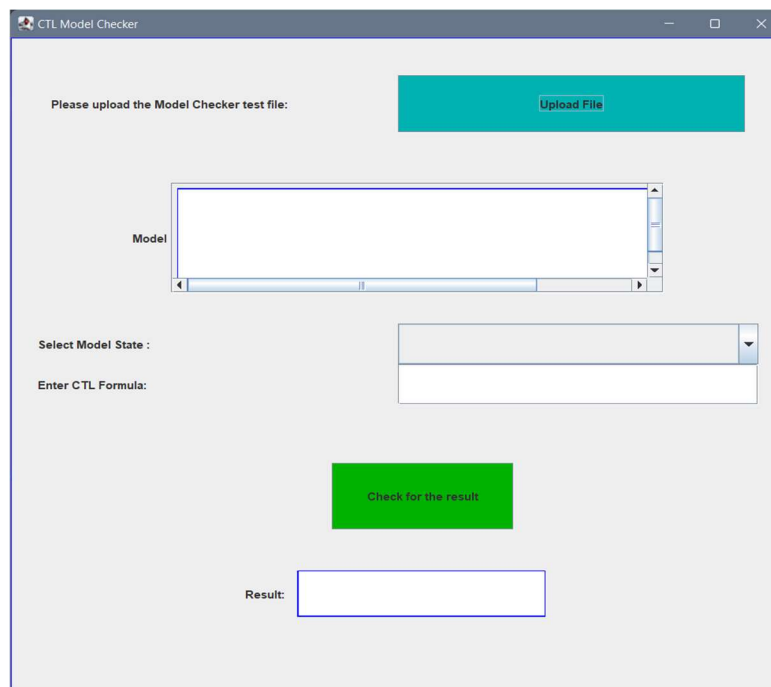 CTL Model Checker
Please upload the Model Checker test file:
Upload File
Model
Select Model State :
Enter CTL Formula:
Check for the result
Result: